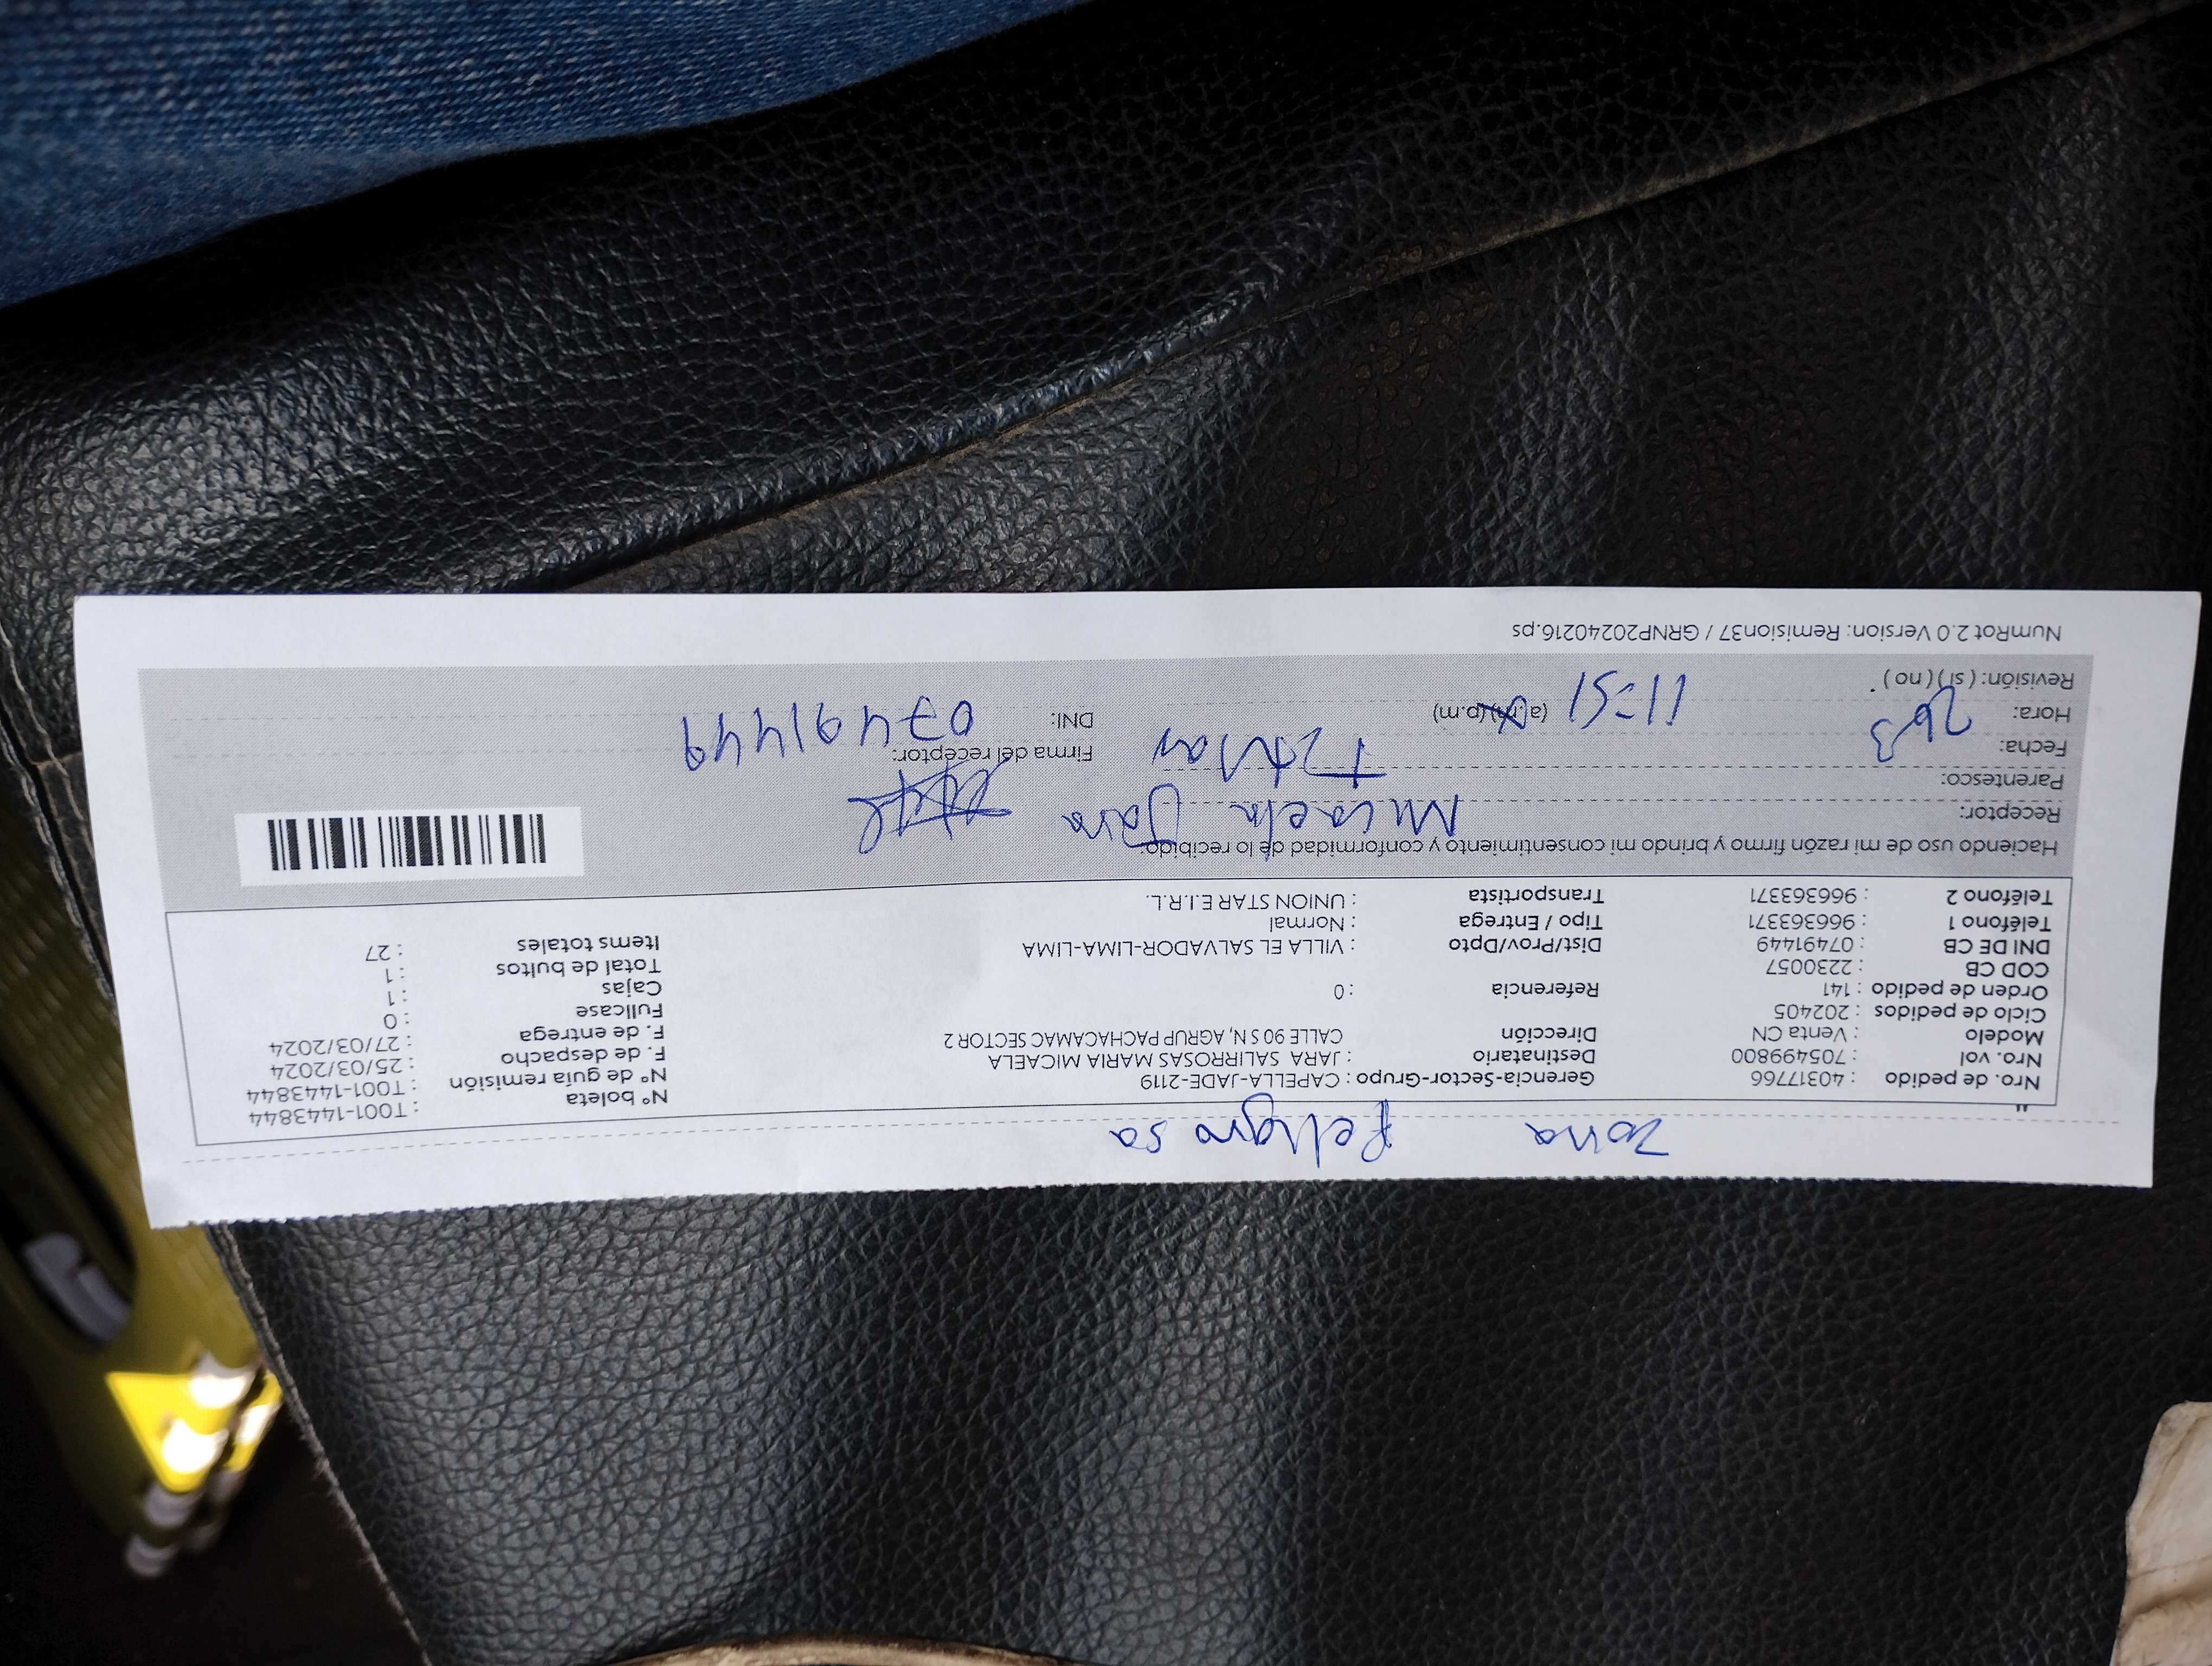 Zona Peligrosa
Nro. de pedido : 40317766 Gerencia-Sector-Grupo : CAPELLA-JADE-2119 N° boleta : T001-1443844
Nro. vol : 705499800 Destinatario : JARA SALIRROSAS MARIA MICAELA N° de guía remisión : T001-1443844
Modelo : Venta CN Dirección CALLE 90 S N, AGRUP PACHACAMAC SECTOR 2 F. de despacho : 25/03/2024
Ciclo de pedidos : 202405 F. de entrega : 27/03/2024
Orden de pedido : 141 Referencia : 0 Fullcase : 0
COD CB : 2230057 Cajas : 1
DNI DE CB : 07491449 Dist/Prov/Dpto : VILLA EL SALVADOR-LIMA-LIMA Total de bultos : 1
Teléfono 1 : 966363371 Tipo / Entrega : Normal Items totales : 27
Teléfono 2 : 966363371 Transportista : UNION STAR E.I.R.L.
Haciendo uso de mi razón firmo y brindo mi consentimiento y conformidad de lo recibido.
Receptor: Micaela Jara
Parentesco: Titular
Fecha: 26 3 Firma del receptor:
Hora: 11=51 (a.m)(p.m) DNI: 07491449
Revisión: ( si ) ( no )
NumRot 2.0 Version: Remision37 / GRNP20240216.ps